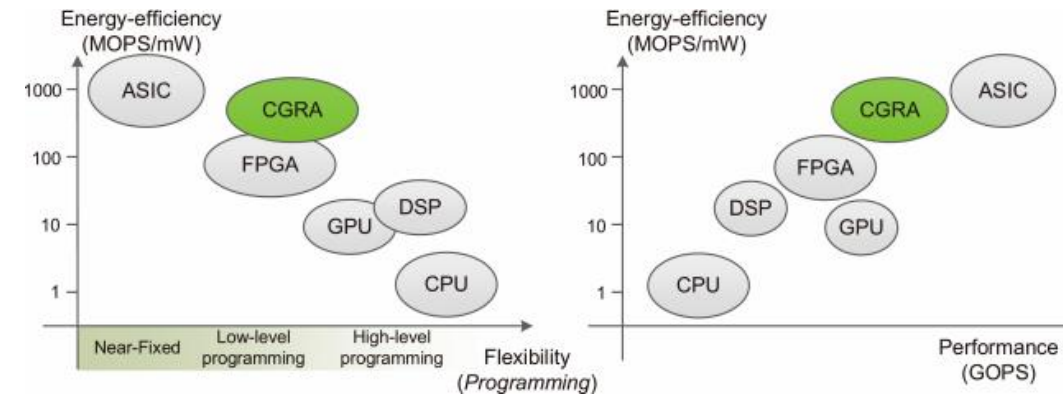 Energy-efficiency
(MOPS/mW)
1000
100
10
1
ASIC
CGRA
FPGA
GPU
DSP
CPU
Near-Fixed
Low-level
programming
High-level
programming
Flexibility
(Programming)
Energy-efficiency
(MOPS/mW)
1000
100
10
1
ASIC
CGRA
FPGA
DSP
GPU
CPU
Performance
(GOPS)